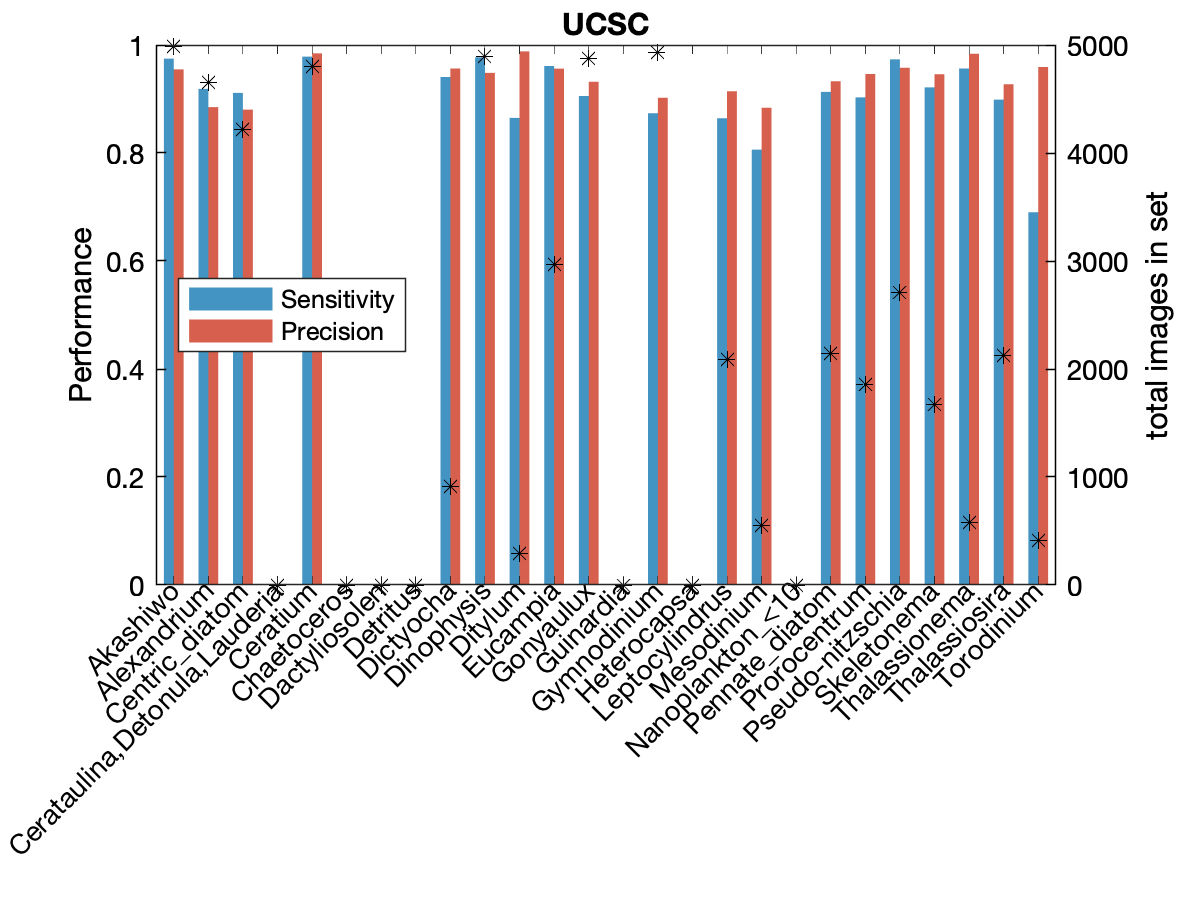 UCSC
1
0.8
0.6
0.4
0.2
0
Performance
Sensitivity
Precision
5000
4000
3000
2000
1000
0
total images in set
Akashiwo
Alexandrium
Centric_diatom
Cerataulina,Detonula,Lauderia
Ceratium
Chaetoceros
Dactyliosolen
Detritus
Dictyocha
Dinophysis
Ditylum
Eucampia
Gonyaulux
Guinardia
Gymnodinium
Heterocapsa
Leptocylindrus
Mesodinium
Nanoplankton_<10
Pennate_diatom
Prorocentrum
Pseudo-nitzschia
Skeletonema
Thalassionema
Thalassiosira
Torodinium